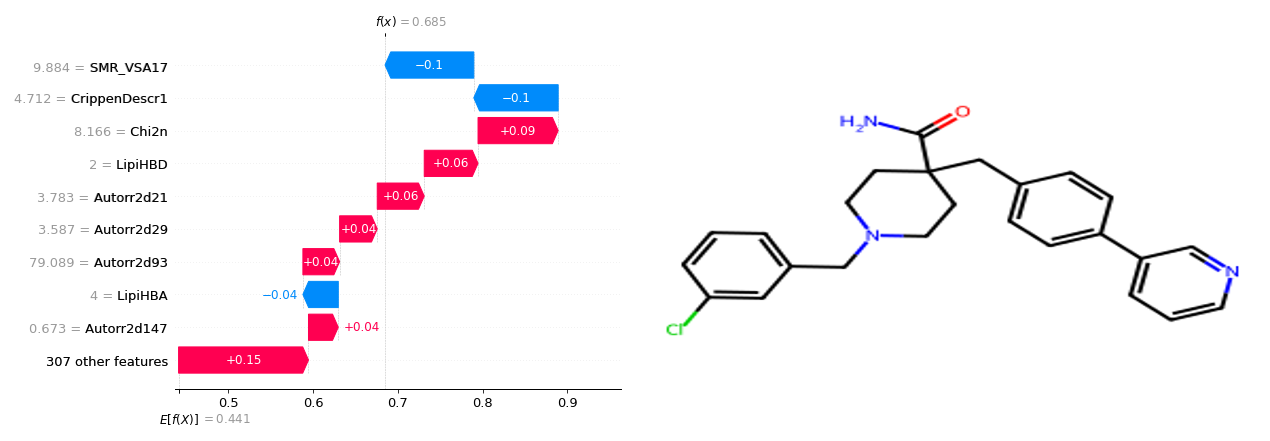 f(x) = 0.685
9.884 = SMR_VSA17
−0.1
4.712 = CrippenDescr1
−0.1
8.166 = Chi2n
+0.09
2 = LipiHBD
+0.06
3.783 = Autorr2d21
+0.06
3.587 = Autorr2d29
+0.04
79.089 = Autorr2d93
+0.04
4 = LipiHBA
−0.04
0.673 = Autorr2d147
+0.04
307 other features
+0.15
0.5 0.6 0.7 0.8 0.9
E[f(X)] = 0.441
H2N
O
N
N
Cl